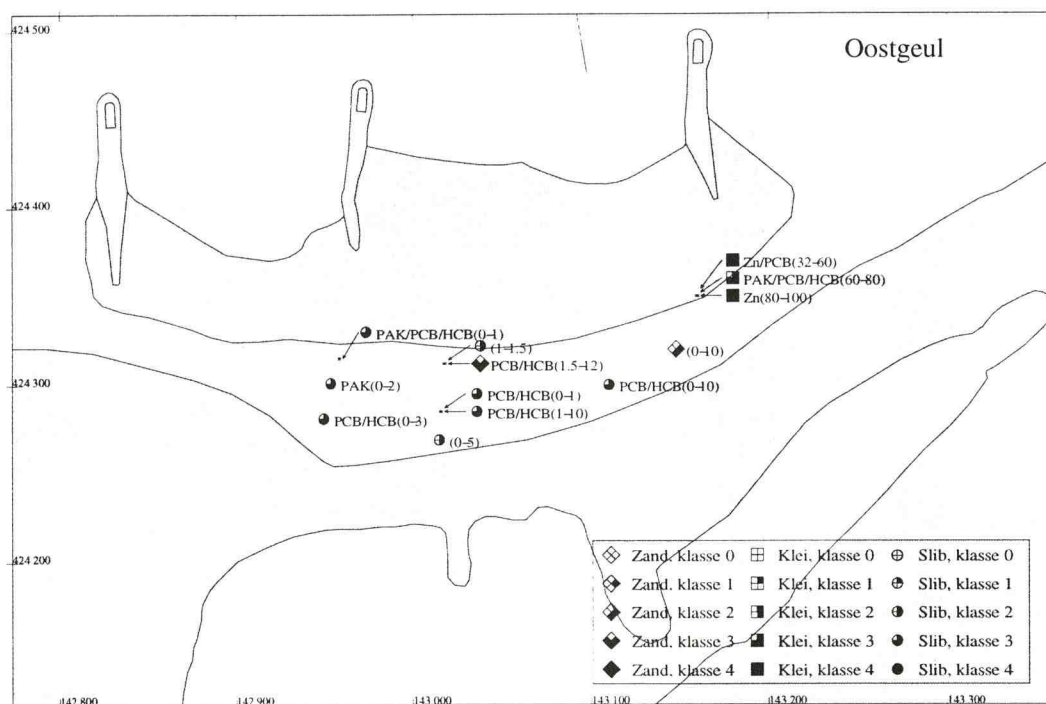 424 500
Oostgeul
424 400
Zn/PCB(32-60)
PAK/PCB/HCB(60-80)
Zn(80-100)
PAK/PCB/HCB(0-1)
(1-1.5)
(0-10)
PCB/HCB(1.5-12)
424 300
PAK(0-2)
PCB/HCB(0-10)
PCB/HCB(0-1)
PCB/HCB(1-10)
PCB/HCB(0-3)
(0-5)
424 200
Zand, klasse 0 Klei, klasse 0 Slib, klasse 0
Zand, klasse 1 Klei, klasse 1 Slib, klasse 1
Zand, klasse 2 Klei, klasse 2 Slib, klasse 2
Zand, klasse 3 Klei, klasse 3 Slib, klasse 3
Zand, klasse 4 Klei, klasse 4 Slib, klasse 4
142 800 142 900 143 000 143 100 143 200 143 300